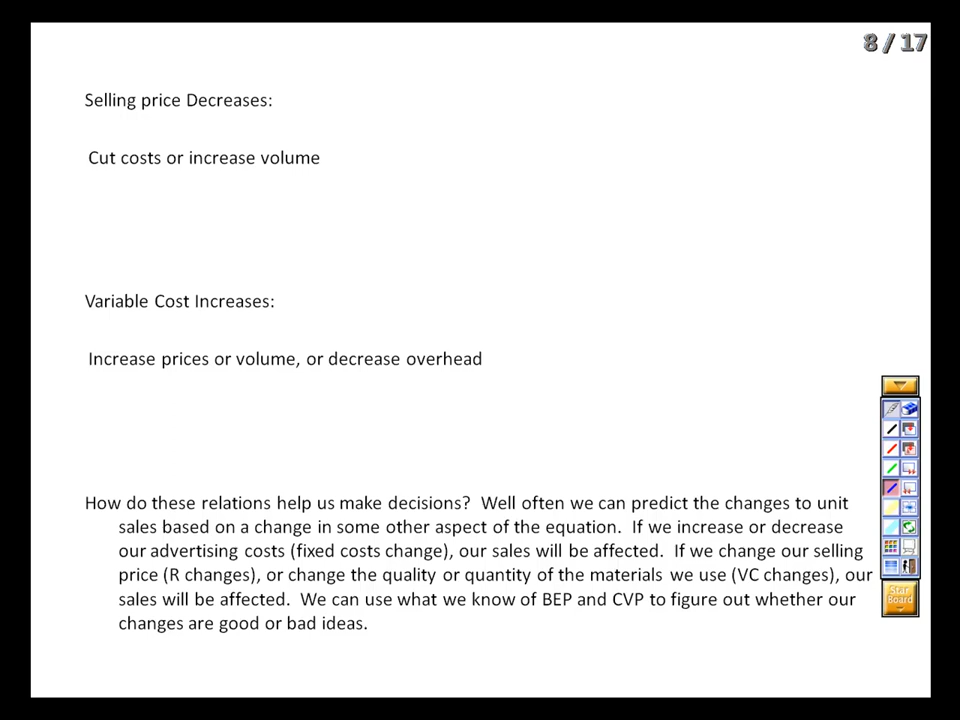 8 / 17
Selling price Decreases:
Cut costs or increase volume
Variable Cost Increases:
Increase prices or volume, or decrease overhead
How do these relations help us make decisions?  Well often we can predict the changes to unit
sales based on a change in some other aspect of the equation.  If we increase or decrease
our advertising costs (fixed costs change), our sales will be affected.  If we change our selling
price (R changes), or change the quality or quantity of the materials we use (VC changes), our
sales will be affected.  We can use what we know of BEP and CVP to figure out whether our
changes are good or bad ideas.
Star
Board